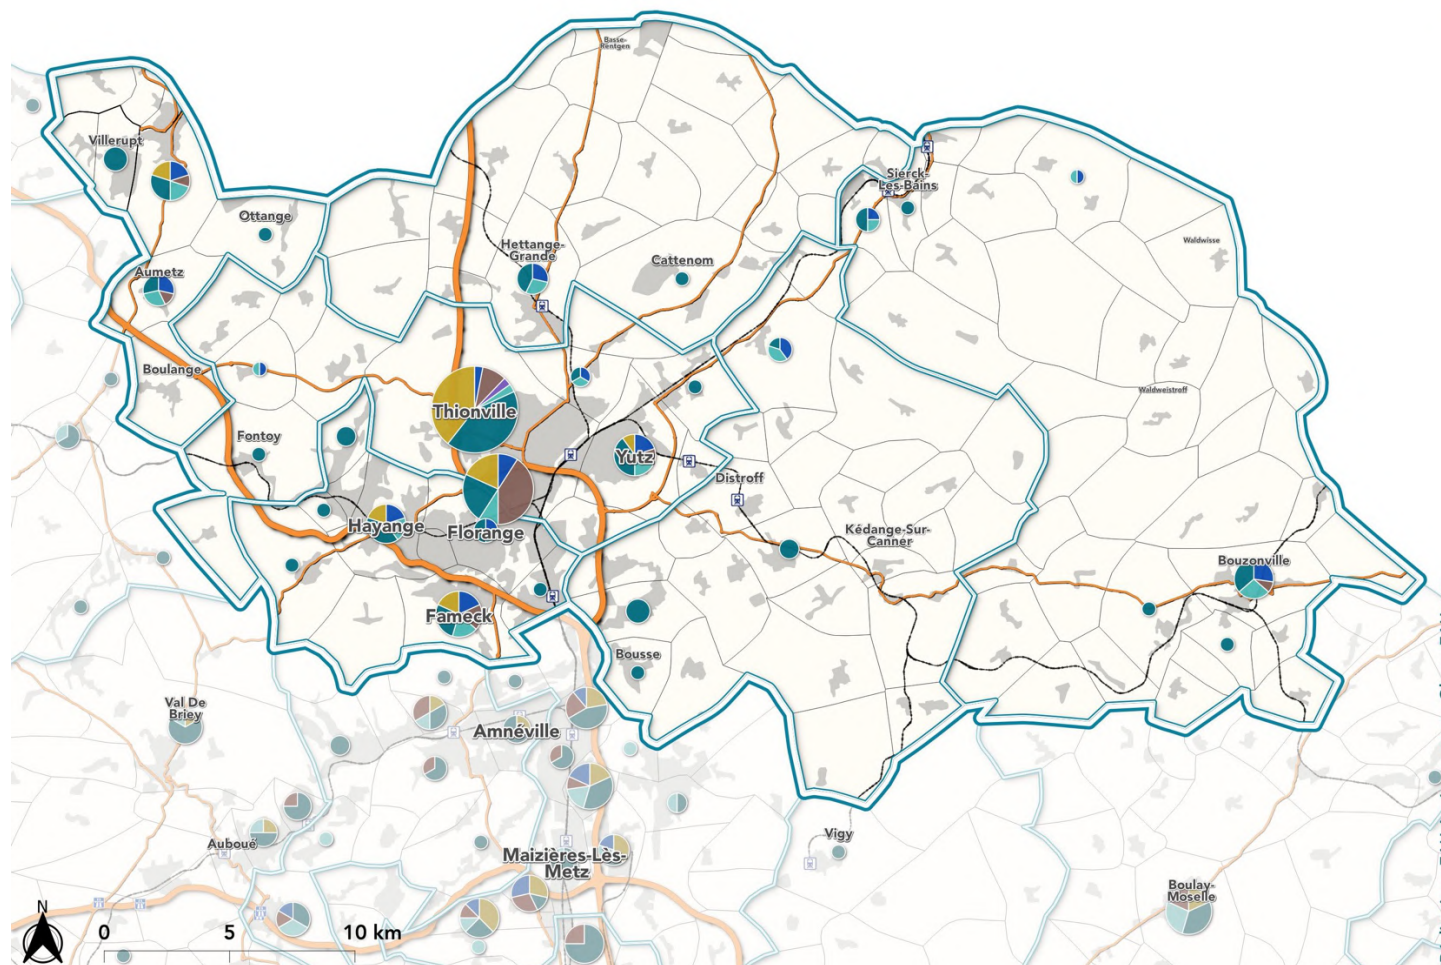 Basse-
Rentgen
Villerupt
Sierck-
Les-Bains
Ottange
Waldwisse
Hettange-
Grande
Cattenom
Aumetz
Boulange
Waldweistroff
Thionville
Fontoy
Yutz
Distroff
Hayange
Florange
Kédange-Sur-
Canner
Bouzonville
Fameck
Bousse
Val De
Briey
Amnéville
Vigy
Auboué
Maizières-Lès-
Metz
Boulay-
Moselle
N
0 5 10 km